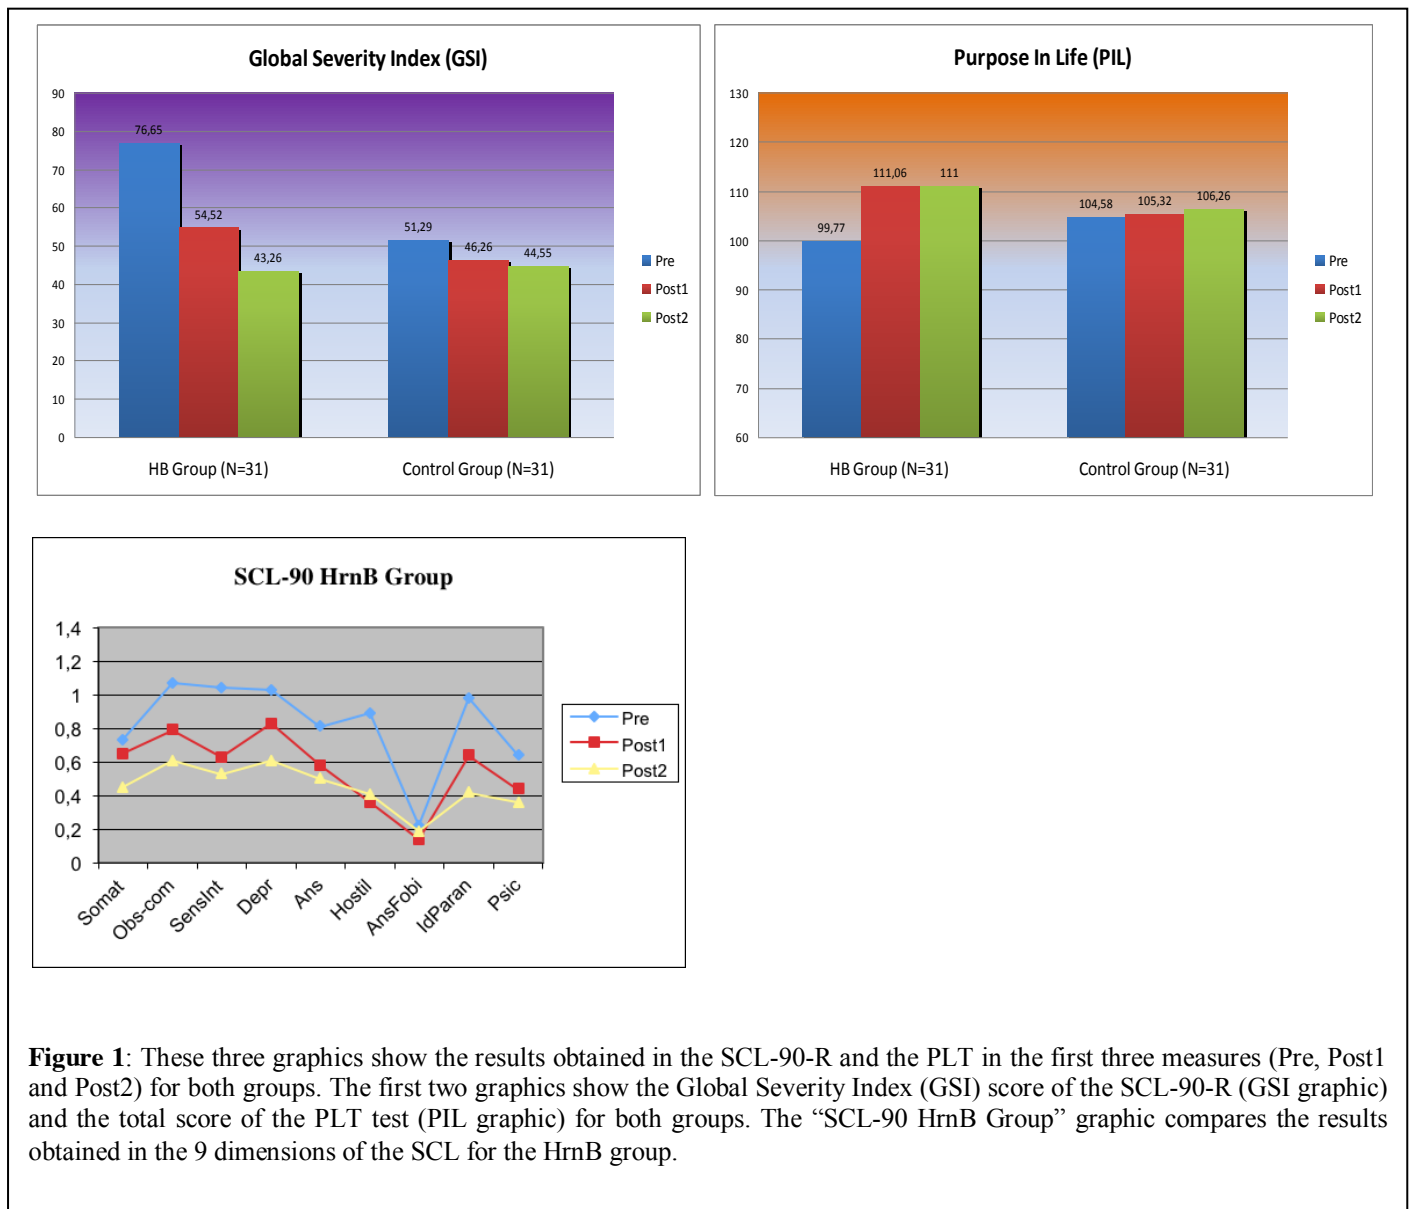 Global Severity Index (GSI)
90
80
70
60
50
40
30
20
10
0
76,65
54,52
43,26
51,29
46,26
44,55
HB Group (N=31)
Control Group (N=31)
Pre
Post1
Post2
Purpose In Life (PIL)
130
120
110
100
90
80
70
60
99,77
111,06
111
104,58
105,32
106,26
HB Group (N=31)
Control Group (N=31)
Pre
Post1
Post2
SCL-90 HrnB Group
1,4
1,2
1
0,8
0,6
0,4
0,2
0
Somat
Obs-com
SensInt
Depr
Ans
Hostil
AnsFobi
IdParan
Psic
Pre
Post1
Post2
Figure 1: These three graphics show the results obtained in the SCL-90-R and the PLT in the first three measures (Pre, Post1
and Post2) for both groups. The first two graphics show the Global Severity Index (GSI) score of the SCL-90-R (GSI graphic)
and the total score of the PLT test (PIL graphic) for both groups. The “SCL-90 HrnB Group” graphic compares the results
obtained in the 9 dimensions of the SCL for the HrnB group.